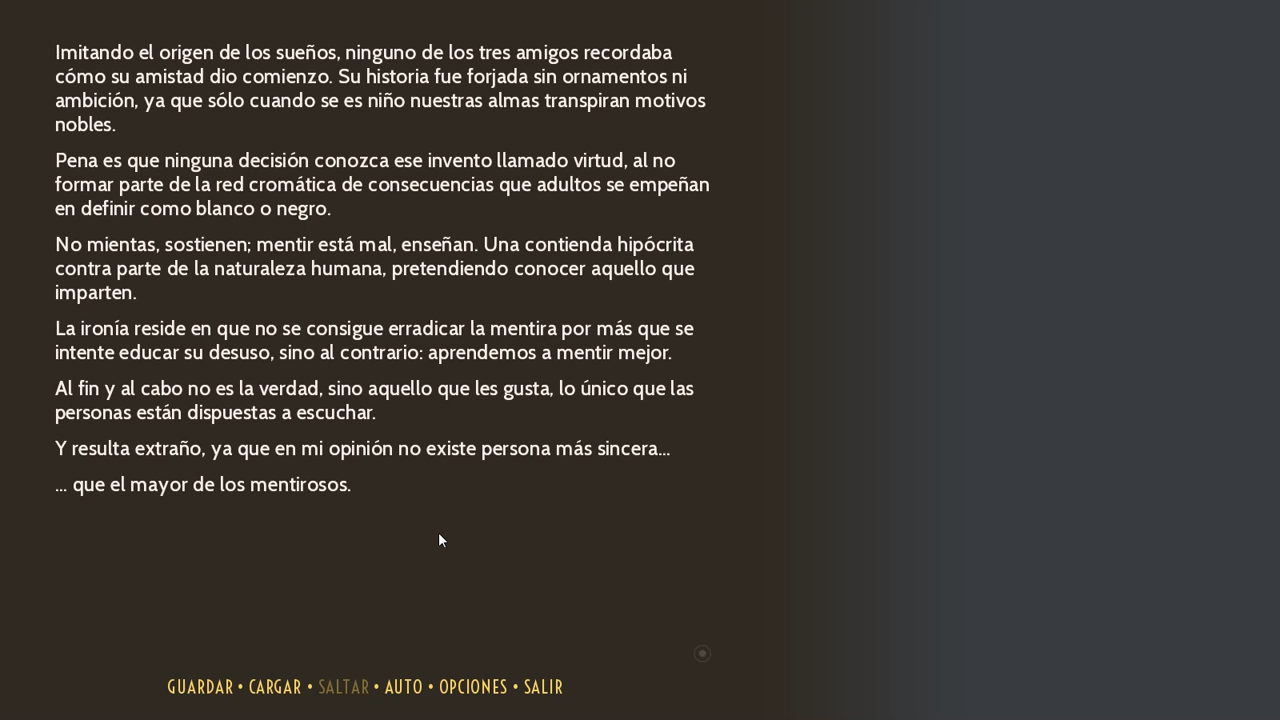 Imitando el origen de los sueños, ninguno de los tres amigos recordaba
cómo su amistad dio comienzo. Su historia fue forjada sin ornamentos ni
ambición, ya que sólo cuando se es niño nuestras almas transpiran motivos
nobles.
Pena es que ninguna decisión conozca ese invento llamado virtud, al no
formar parte de la red cromática de consecuencias que adultos se empeñan
en definir como blanco o negro.
No mientas, sostienen; mentir está mal, enseñan. Una contienda hipócrita
contra parte de la naturaleza humana, pretendiendo conocer aquello que
imparten.
La ironía reside en que no se consigue erradicar la mentira por más que se
intente educar su desuso, sino al contrario: aprendemos a mentir mejor.
Al fin y al cabo no es la verdad, sino aquello que les gusta, lo único que las
personas están dispuestas a escuchar.
Y resulta extraño, ya que en mi opinión no existe persona más sincera...
... que el mayor de los mentirosos.
GUARDAR • CARGAR • SALTAR • AUTO • OPCIONES • SALIR